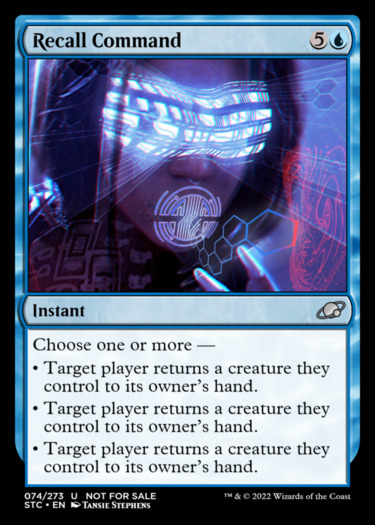 Recall Command 5
Instant
Choose one or more —
• Target player returns a creature they
control to its owner's hand.
• Target player returns a creature they
control to its owner's hand.
• Target player returns a creature they
control to its owner's hand.
074/273 U NOT FOR SALE
STC • EN Tansie Stephens
™ & © 2022 Wizards of the Coast